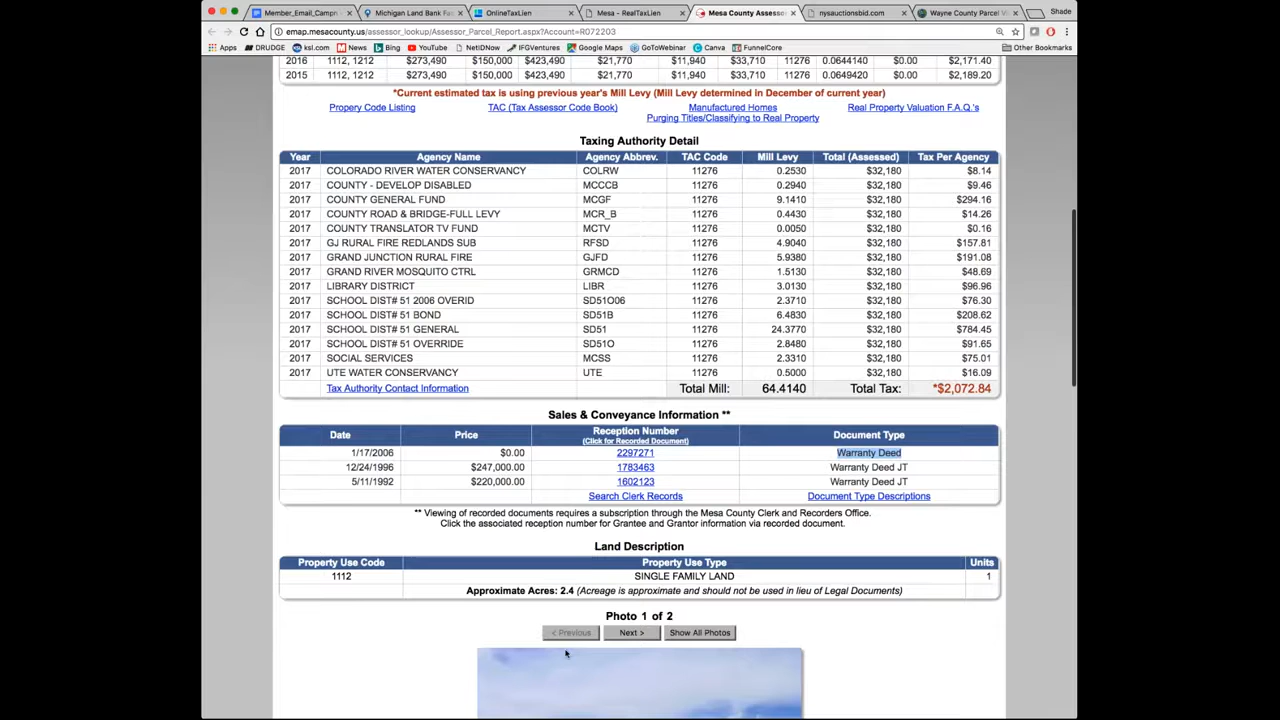 Member_Email_Campn
Michigan Land Bank Fas
OnlineTaxLien
Mesa - RealTaxLien
Mesa County Assessor
nysauctionsbid.com
Wayne County Parcel Vi
Shade
emap.mesacounty.us/assessor_lookup/Assessor_Parcel_Report.aspx?Account=R072203
Apps DRUDGE ksl.com News Bing YouTube NetIDNow IFGVentures Google Maps GoToWebinar Canva FunnelCore Other Bookmarks
2016 1112, 1212 $273,490 $150,000 $423,490 $21,770 $11,940 $33,710 11276 0.0644140 $0.00 $2,171.40
2015 1112, 1212 $273,490 $150,000 $423,490 $21,770 $11,940 $33,710 11276 0.0649420 $0.00 $2,189.20
*Current estimated tax is using previous year's Mill Levy (Mill Levy determined in December of current year)
Propery Code Listing TAC (Tax Assessor Code Book) Manufactured Homes Real Property Valuation F.A.Q.'s
Purging Titles/Classifying to Real Property
Taxing Authority Detail
Year Agency Name Agency Abbrev. TAC Code Mill Levy Total (Assessed) Tax Per Agency
2017 COLORADO RIVER WATER CONSERVANCY COLRW 11276 0.2530 $32,180 $8.14
2017 COUNTY - DEVELOP DISABLED MCCCB 11276 0.2940 $32,180 $9.46
2017 COUNTY GENERAL FUND MCGF 11276 9.1410 $32,180 $294.16
2017 COUNTY ROAD & BRIDGE-FULL LEVY MCR_B 11276 0.4430 $32,180 $14.26
2017 COUNTY TRANSLATOR TV FUND MCTV 11276 0.0050 $32,180 $0.16
2017 GJ RURAL FIRE REDLANDS SUB RFSD 11276 4.9040 $32,180 $157.81
2017 GRAND JUNCTION RURAL FIRE GJFD 11276 5.9380 $32,180 $191.08
2017 GRAND RIVER MOSQUITO CTRL GRMCD 11276 1.5130 $32,180 $48.69
2017 LIBRARY DISTRICT LIBR 11276 3.0130 $32,180 $96.96
2017 SCHOOL DIST# 51 2006 OVERID SD51O06 11276 2.3710 $32,180 $76.30
2017 SCHOOL DIST# 51 BOND SD51B 11276 6.4830 $32,180 $208.62
2017 SCHOOL DIST# 51 GENERAL SD51 11276 24.3770 $32,180 $784.45
2017 SCHOOL DIST# 51 OVERRIDE SD51O 11276 2.8480 $32,180 $91.65
2017 SOCIAL SERVICES MCSS 11276 2.3310 $32,180 $75.01
2017 UTE WATER CONSERVANCY UTE 11276 0.5000 $32,180 $16.09
Tax Authority Contact Information Total Mill: 64.4140 Total Tax: *$2,072.84
Sales & Conveyance Information **
Date Price Reception Number Document Type
(Click for Recorded Document)
1/17/2006 $0.00 2297271 Warranty Deed
12/24/1996 $247,000.00 1783463 Warranty Deed JT
5/11/1992 $220,000.00 1602123 Warranty Deed JT
Search Clerk Records Document Type Descriptions
** Viewing of recorded documents requires a subscription through the Mesa County Clerk and Recorders Office.
Click the associated reception number for Grantee and Grantor information via recorded document.
Land Description
Property Use Code Property Use Type Units
1112 SINGLE FAMILY LAND 1
Approximate Acres: 2.4 (Acreage is approximate and should not be used in lieu of Legal Documents)
Photo 1 of 2
< Previous Next > Show All Photos